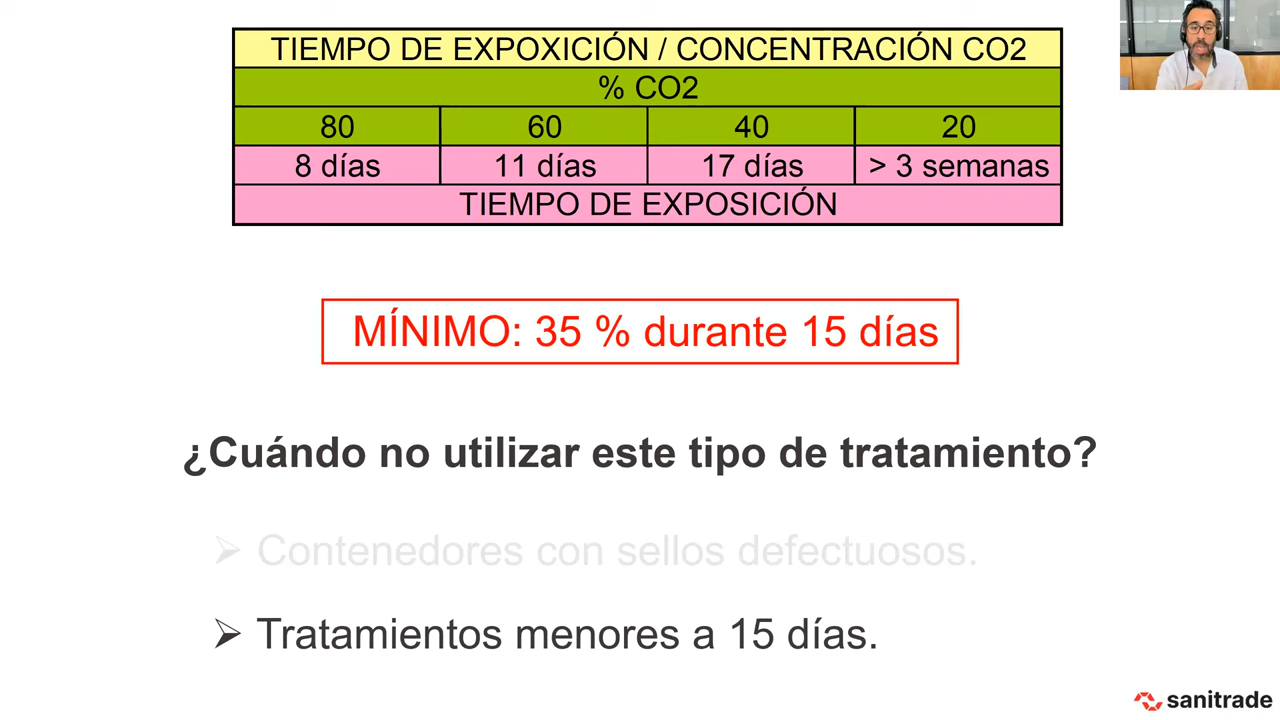 TIEMPO DE EXPOXICIÓN / CONCENTRACIÓN CO2
% CO2
80 60 40 20
8 días 11 días 17 días > 3 semanas
TIEMPO DE EXPOSICIÓN
MÍNIMO: 35 % durante 15 días
¿Cuándo no utilizar este tipo de tratamiento?
➢ Contenedores con sellos defectuosos.
➢ Tratamientos menores a 15 días.
sanitrade